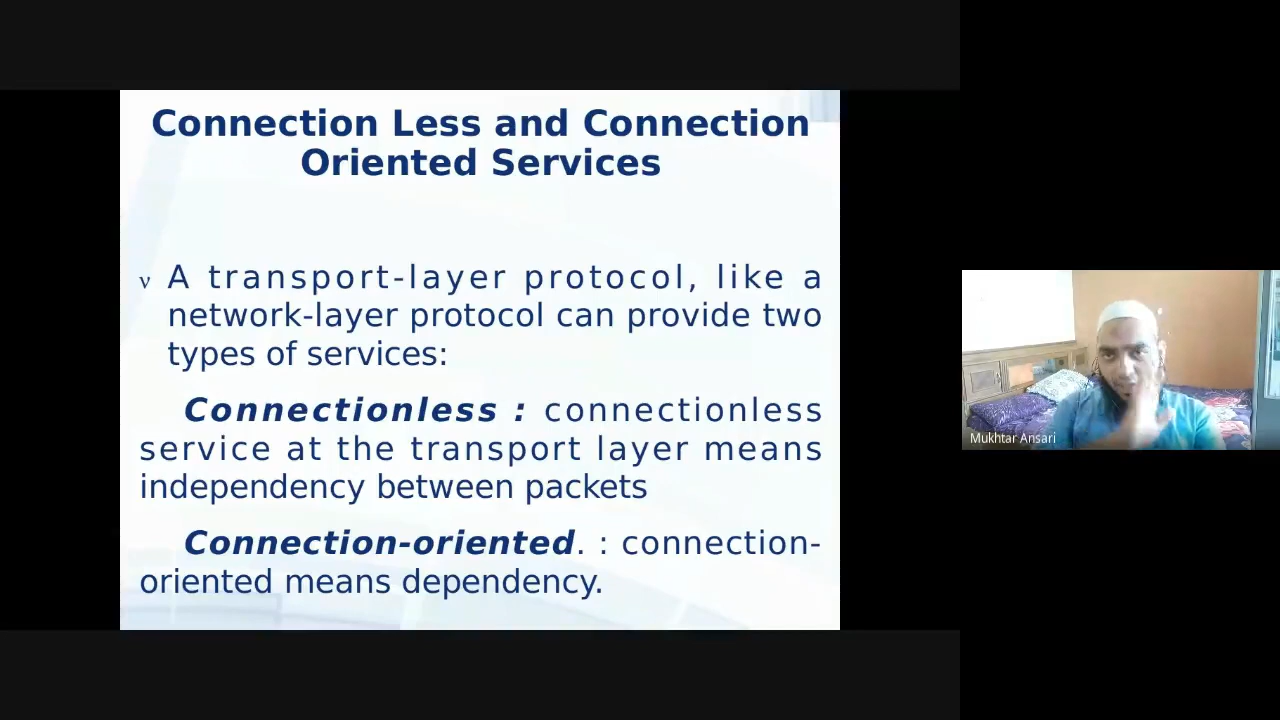 Connection Less and Connection
Oriented Services
ν A transport-layer protocol, like a
network-layer protocol can provide two
types of services:
Connectionless : connectionless
service at the transport layer means
independency between packets
Connection-oriented. : connection-
oriented means dependency.
Mukhtar Ansari